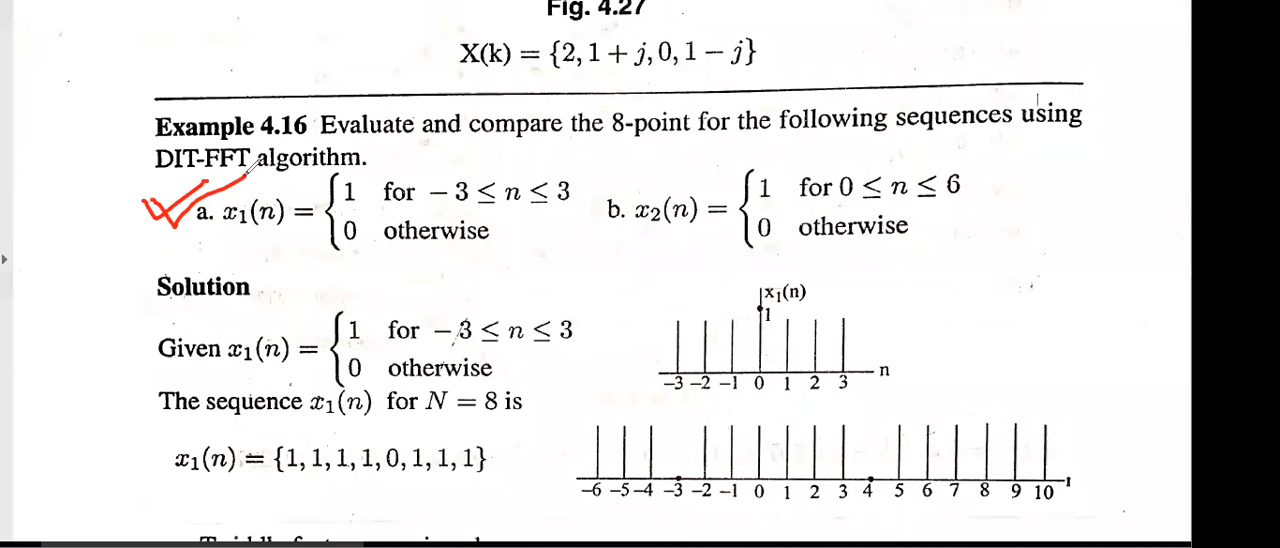 Fig. 4.27
X(k) = {2, 1 + j, 0, 1 − j}
Example 4.16 Evaluate and compare the 8-point for the following sequences using
DIT-FFT algorithm.
a. x₁(n) = { 1 for − 3 ≤ n ≤ 3
0 otherwise
b. x₂(n) = { 1 for 0 ≤ n ≤ 6
0 otherwise
Solution
Given x₁(n) = { 1 for − 3 ≤ n ≤ 3
0 otherwise
x₁(n)
1
−3 −2 −1 0 1 2 3 n
The sequence x₁(n) for N = 8 is
x₁(n) = {1, 1, 1, 1, 0, 1, 1, 1}
−6 −5 −4 −3 −2 −1 0 1 2 3 4 5 6 7 8 9 10